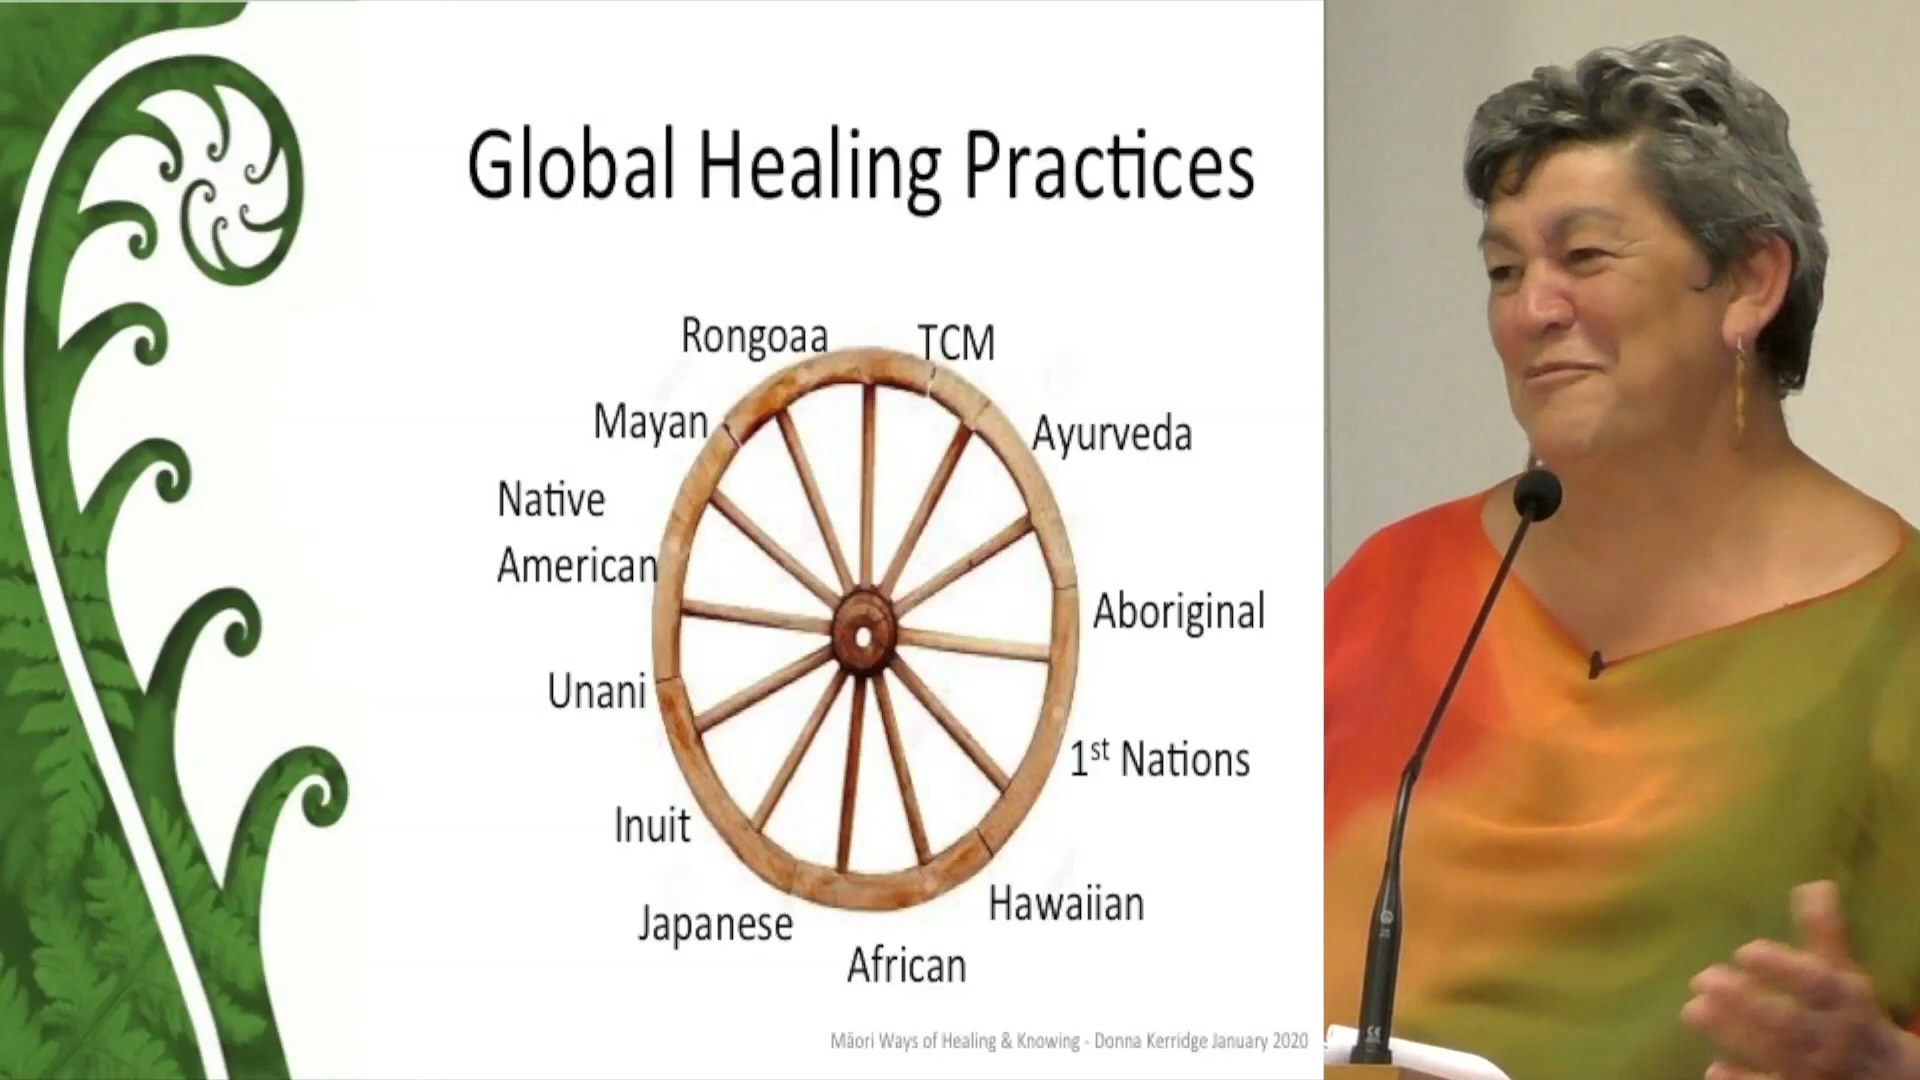 Global Healing Practices
Rongoaa
TCM
Mayan
Ayurveda
Native
American
Aboriginal
Unani
1st Nations
Inuit
Hawaiian
Japanese
African
Māori Ways of Healing & Knowing - Donna Kerridge January 2020